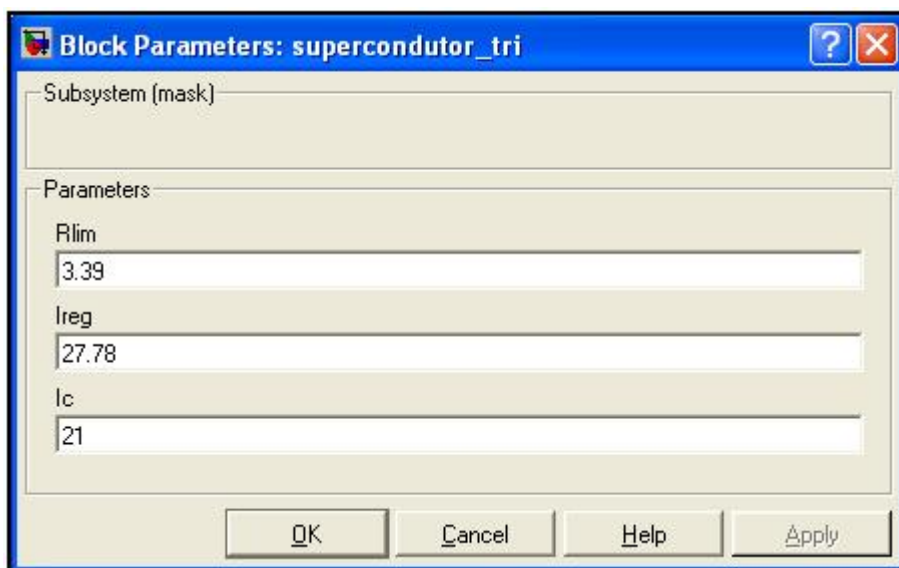 Block Parameters: supercondutor_tri
Subsystem (mask)
Parameters
Rlim
3.39
Ireg
27.78
Ic
21
OK Cancel Help Apply